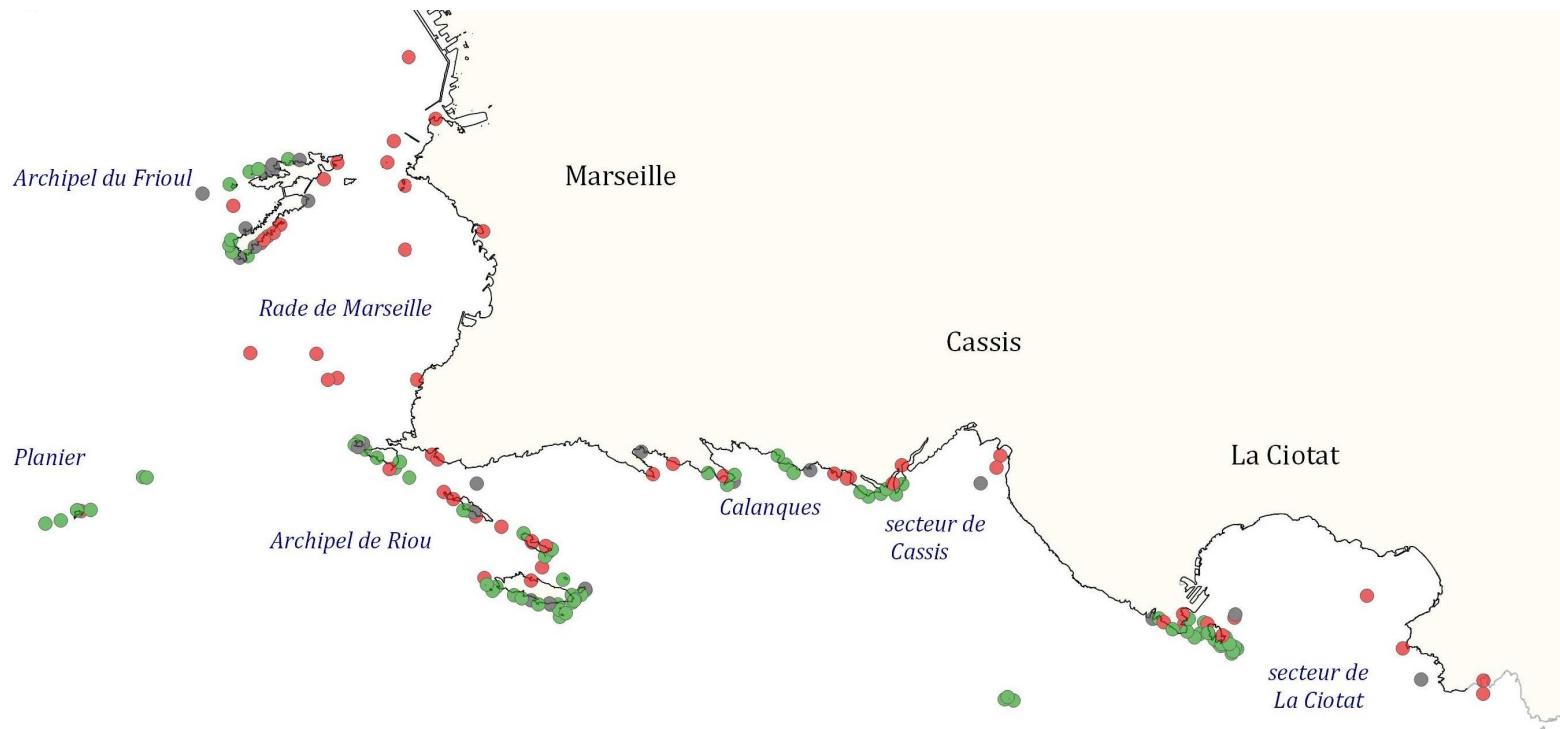 Archipel du Frioul
Marseille
Rade de Marseille
Cassis
Planier
La Ciotat
Calanques
Archipel de Riou
secteur de
Cassis
secteur de
La Ciotat